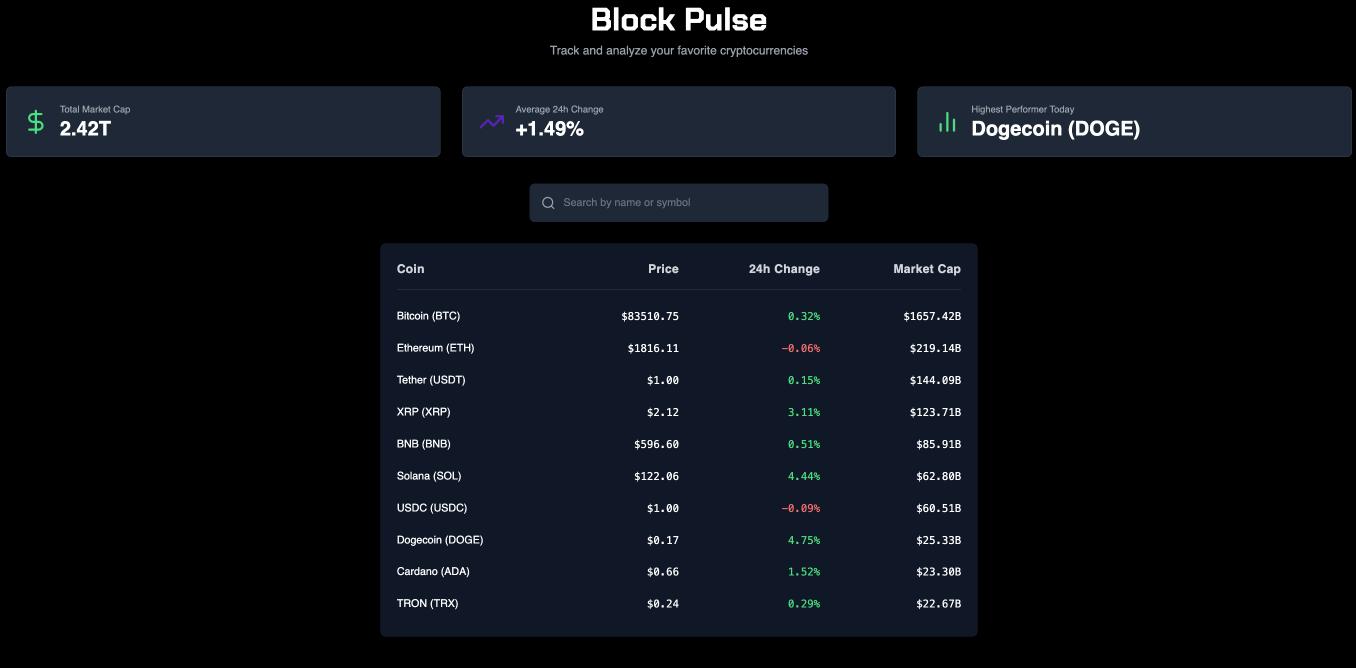 Block Pulse
Track and analyze your favorite cryptocurrencies
Total Market Cap
2.42T
Average 24h Change
+1.49%
Highest Performer Today
Dogecoin (DOGE)
Search by name or symbol
Coin Price 24h Change Market Cap
Bitcoin (BTC) $83510.75 0.32% $1657.42B
Ethereum (ETH) $1816.11 −0.06% $219.14B
Tether (USDT) $1.00 0.15% $144.09B
XRP (XRP) $2.12 3.11% $123.71B
BNB (BNB) $596.60 0.51% $85.91B
Solana (SOL) $122.06 4.44% $62.80B
USDC (USDC) $1.00 −0.09% $60.51B
Dogecoin (DOGE) $0.17 4.75% $25.33B
Cardano (ADA) $0.66 1.52% $23.30B
TRON (TRX) $0.24 0.29% $22.67B